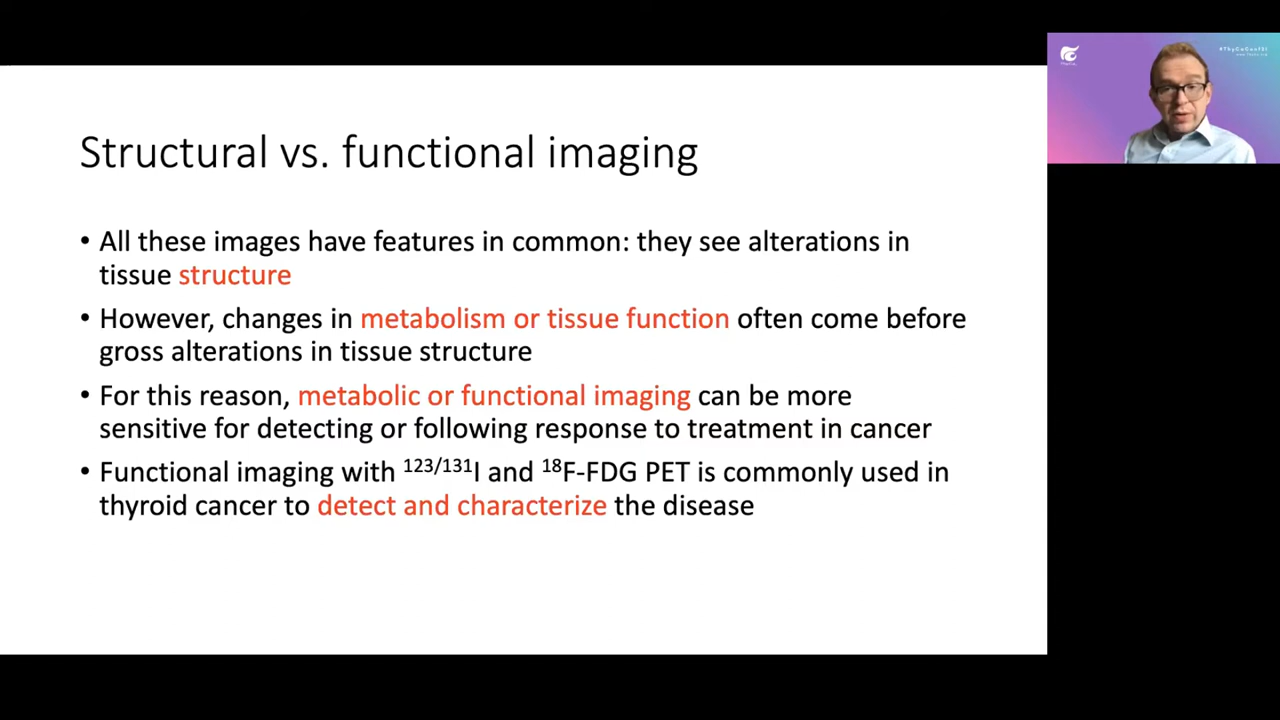 Structural vs. functional imaging
• All these images have features in common: they see alterations in
tissue structure
• However, changes in metabolism or tissue function often come before
gross alterations in tissue structure
• For this reason, metabolic or functional imaging can be more
sensitive for detecting or following response to treatment in cancer
• Functional imaging with ¹²³/¹³¹I and ¹⁸F-FDG PET is commonly used in
thyroid cancer to detect and characterize the disease